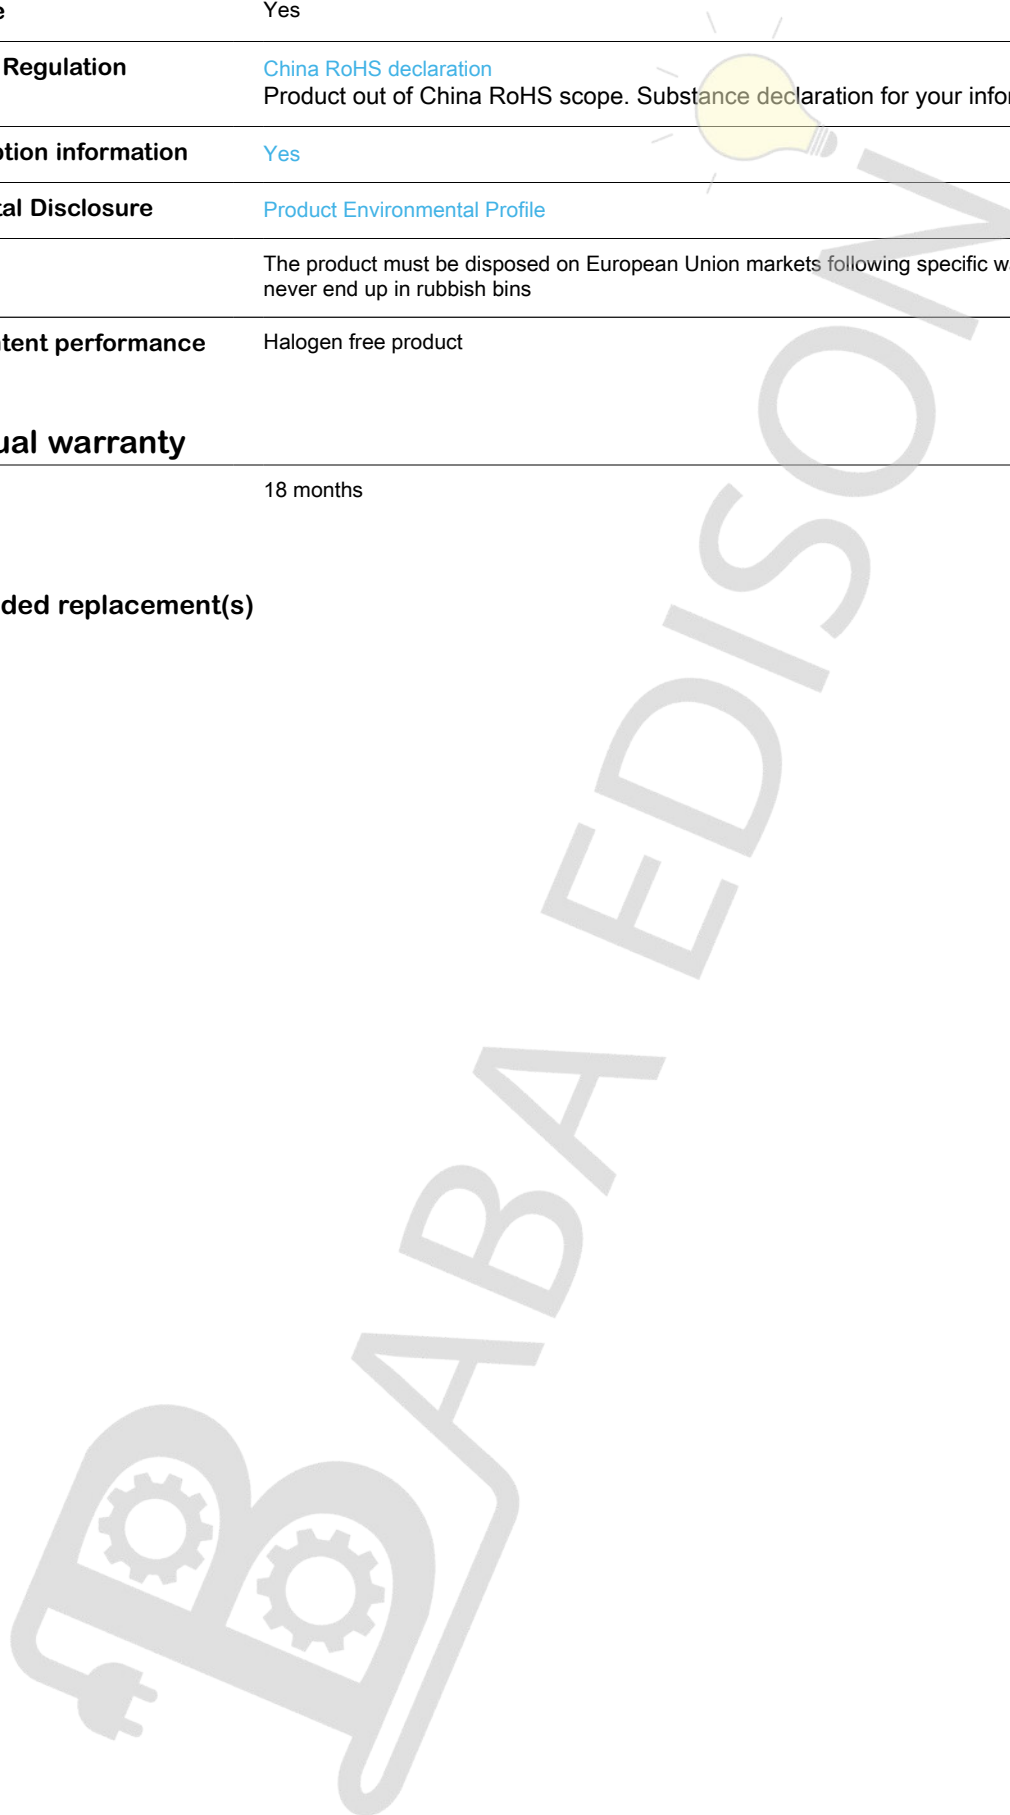 e Yes
Regulation China RoHS declaration
Product out of China RoHS scope. Substance declaration for your infor
tion information Yes
tal Disclosure Product Environmental Profile
The product must be disposed on European Union markets following specific wa
never end up in rubbish bins
tent performance Halogen free product
ual warranty
18 months
ded replacement(s)
BABA EDISON